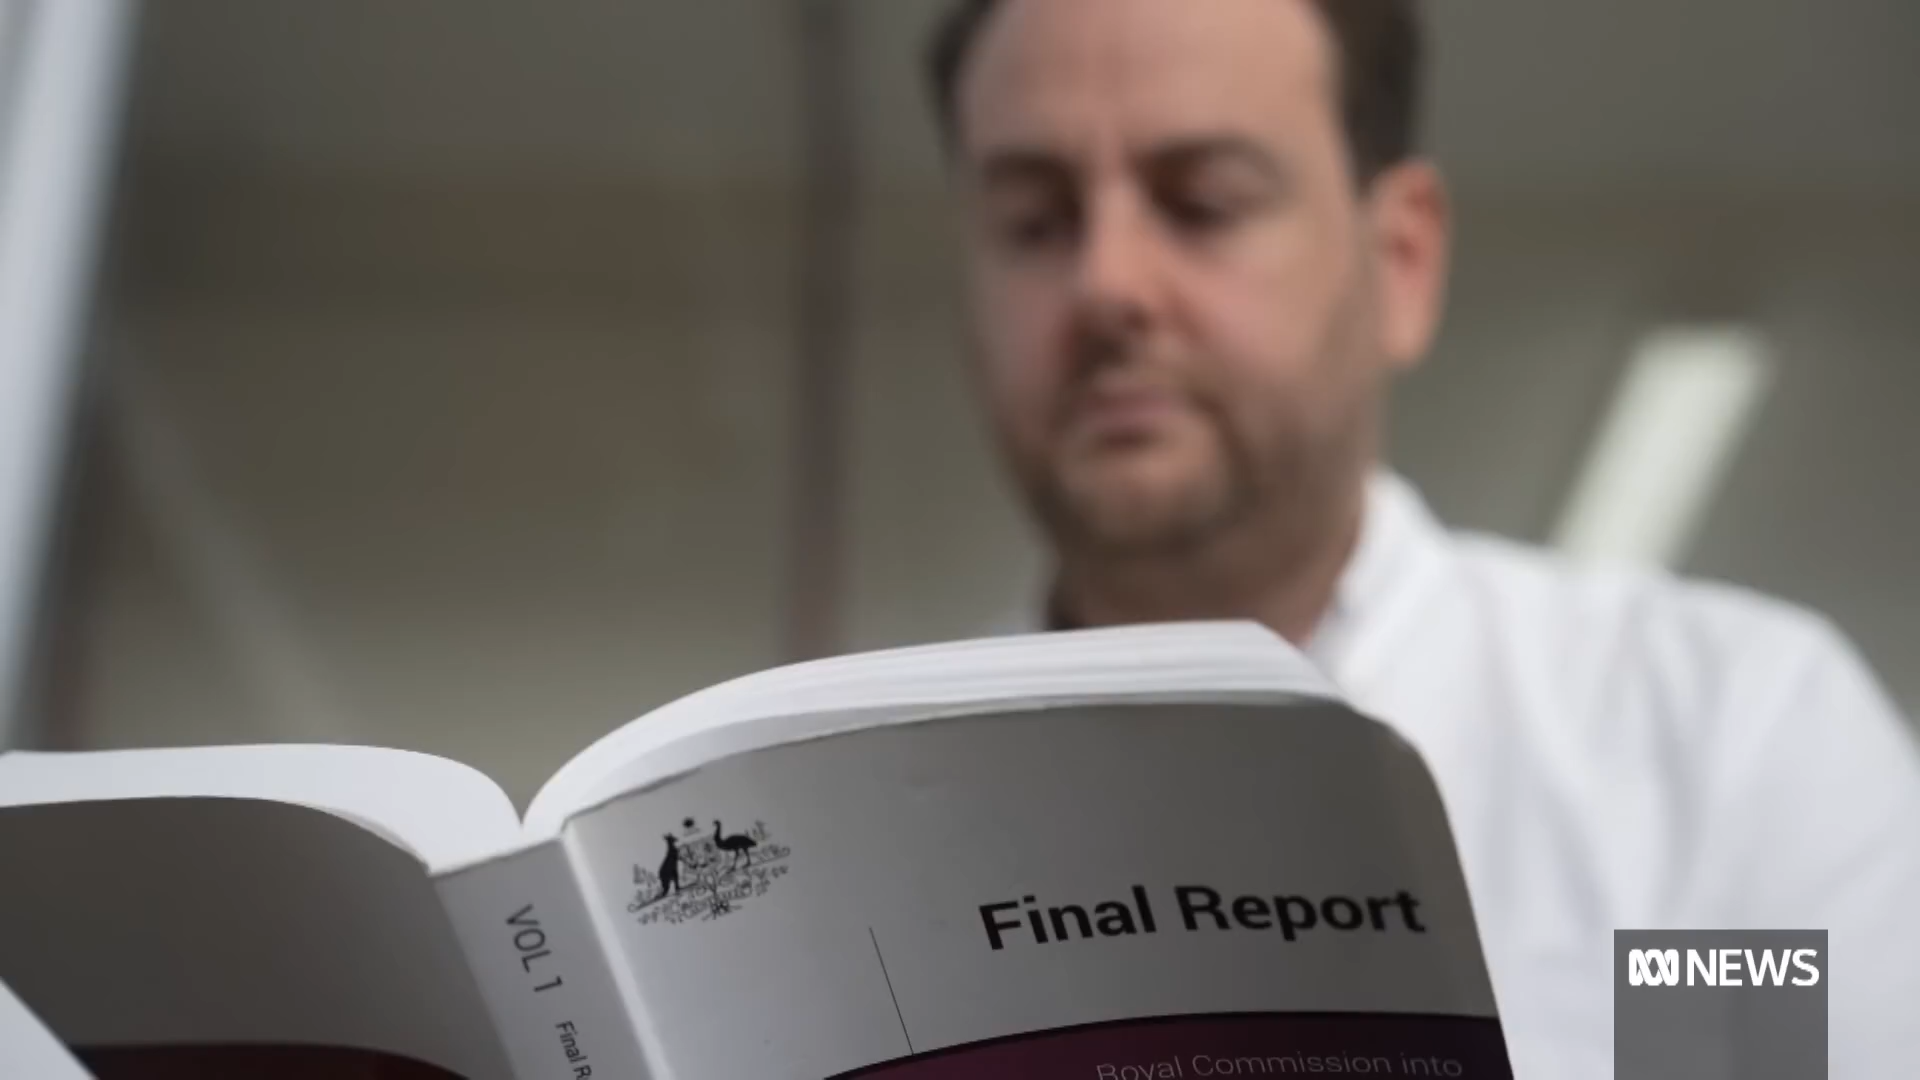 Final Report
Royal Commission into
VOL 1
Final R
NEWS